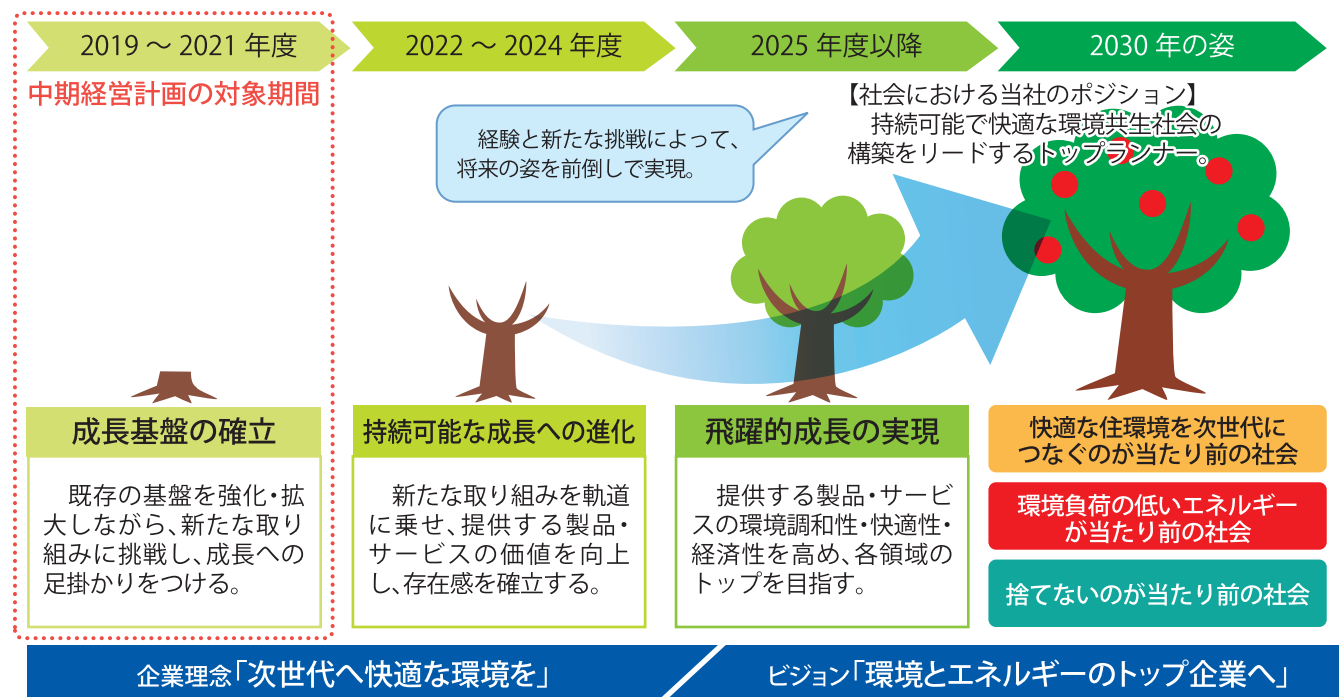 2019 ～ 2021 年度
2022 ～ 2024 年度
2025 年度以降
2030 年の姿
中期経営計画の対象期間
経験と新たな挑戦によって、
将来の姿を前倒しで実現。
【社会における当社のポジション】
持続可能で快適な環境共生社会の
構築をリードするトップランナー。
成長基盤の確立
既存の基盤を強化・拡
大しながら、新たな取り
組みに挑戦し、成長への
足掛かりをつける。
持続可能な成長への進化
新たな取り組みを軌道
に乗せ、提供する製品・
サービスの価値を向上
し、存在感を確立する。
飛躍的成長の実現
提供する製品・サービ
スの環境調和性・快適性・
経済性を高め、各領域の
トップを目指す。
快適な住環境を次世代に
つなぐのが当たり前の社会
環境負荷の低いエネルギー
が当たり前の社会
捨てないのが当たり前の社会
企業理念「次世代へ快適な環境を」
ビジョン「環境とエネルギーのトップ企業へ」